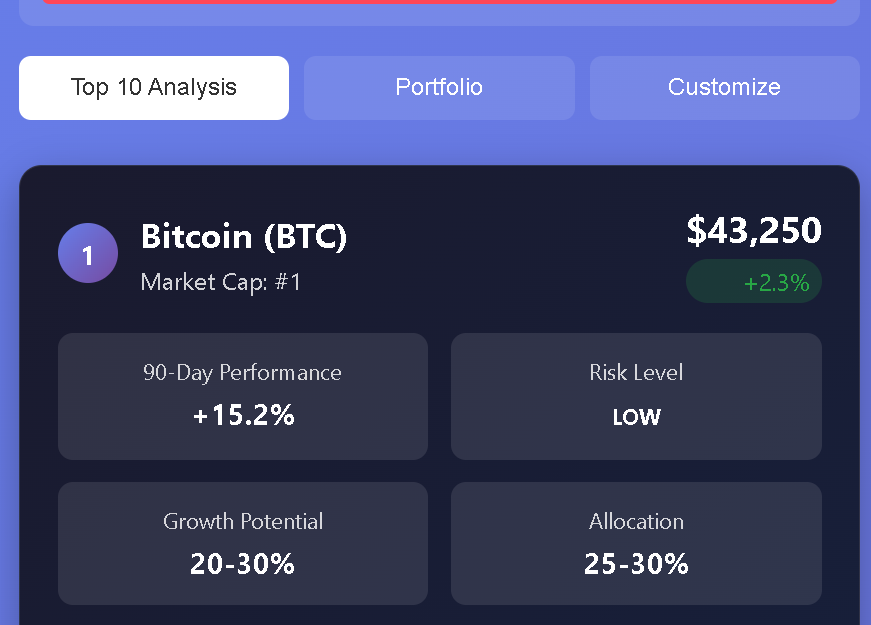 Top 10 Analysis
Portfolio
Customize
1
Bitcoin (BTC)
Market Cap: #1
$43,250
+2.3%
90-Day Performance
+15.2%
Risk Level
LOW
Growth Potential
20-30%
Allocation
25-30%